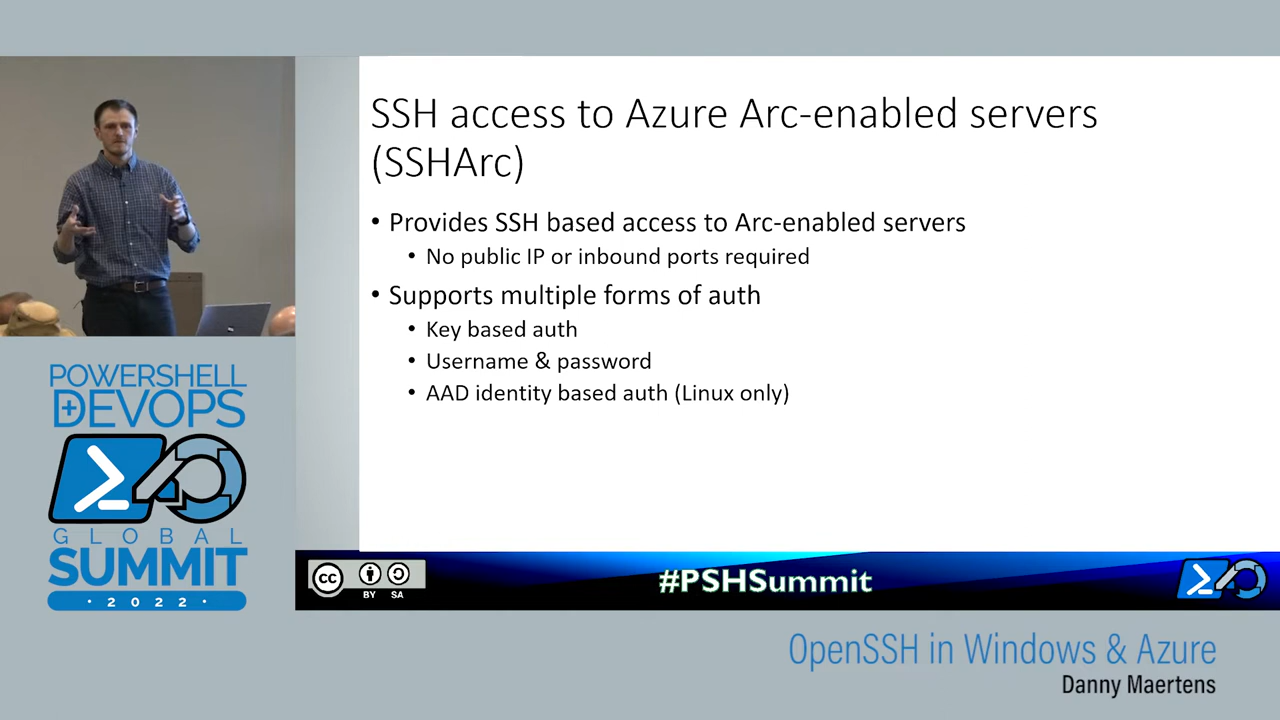 SSH access to Azure Arc-enabled servers
(SSHArc)
• Provides SSH based access to Arc-enabled servers
• No public IP or inbound ports required
• Supports multiple forms of auth
• Key based auth
• Username & password
• AAD identity based auth (Linux only)
POWERSHELL
+DEVOPS
GLOBAL
SUMMIT
· 2022 ·
CC
BY SA
#PSHSummit
OpenSSH in Windows & Azure
Danny Maertens